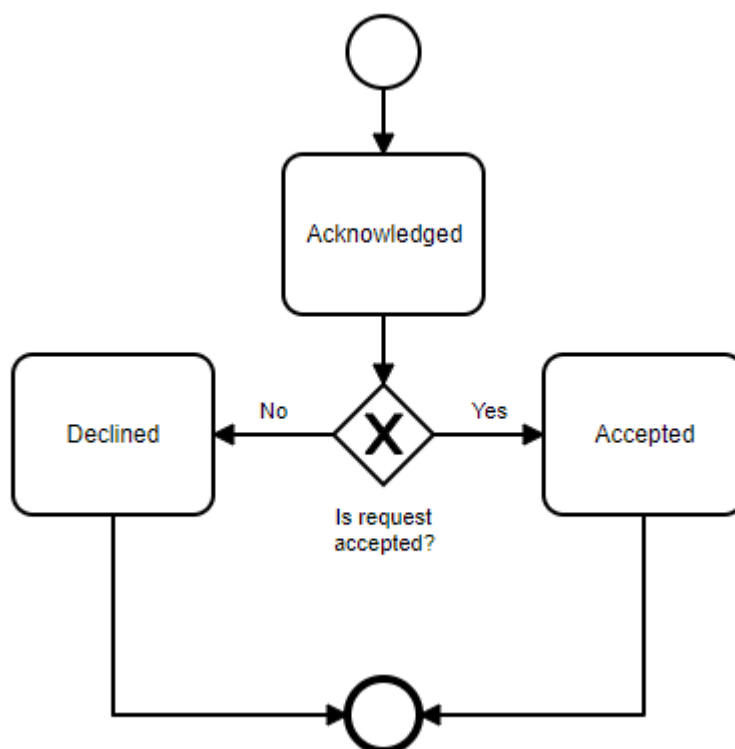 Acknowledged
Declined
No
Yes
Accepted
Is request
accepted?